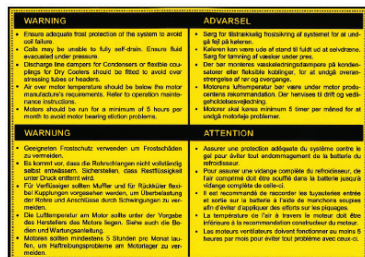 WARNING
• Ensure adequate frost protection of the system to avoid
coil failure.
• Coils may be unable to fully self-drain. Ensure fluid
evacuated under pressure
• Discharge line dampers for Condensers or flexible cou-
plings for Dry Coolers should be fitted to avoid over
stressing tubes or headers.
• Air over motor temperature should be below the motor
manufacture's requirements. Refer to operation mainte-
nance instructions.
• Motors should be run for a minimum of 5 hours per
month to avoid motor bearing stiction problems.
ADVARSEL
• Sørg for tilstrækkelig frostsikring af systemet for at und-
gå fejl på køleren.
• Køleren kan være ude af stand til fuldt ud at selvdræne.
Sørg for tømning af væsker under pres.
• Der bør monteres væskeledningsdæmpere på konden-
satorer eller fleksible koblinger, for at undgå overan-
strengelse af rør og overgange.
• Motorens lufttemperatur bør være under motor produ-
centens recommandation. Der henvises til drift og vedli-
geholdelsesvejledning.
• Motorer skal køres minimum 5 timer per måned for at
undgå motorleje problemer.
WARNUNG
• Geeigneten Frostschutz verwenden um Frostschäden
zu vermeiden.
• Es kommt vor, dass die Rohrschlangen nicht vollständig
selbst entwässern. Sicherstellen, dass Restflüssigkeit
unter Druck entfernt wird.
• Für Verflüssiger sollten Muffler und für Rückkühler flexi-
bel Kupplungen vorgesehen werden, um Überbelastung
der Rohre und Anschlüsse durch Schwingungen zu ver-
meiden.
• Die Lufttemperatur am Motor sollte unter der Vorgabe
des Herstellers des Motors liegen. Siehe auch die Be-
dien und Wartungsanleitung.
• Motoren sollten mindestens 5 Stunden pro Monat lau-
fen, um Haftreibungsprobleme am Motorlager zu ver-
meiden.
ATTENTION
• Assurer une protection adéquate du système contre le
gel pour éviter tout endommagement de la batterie du
refroidisseur.
• Pour assurer une vidange complète du refroidisseur, de
l'air comprimé doit être soufflé dans la batterie jusqu'à
vidange complète de celle-ci.
• Il est recommandé de raccorder les tuyauteries entrée
et sortie sur la batterie à l'aide de manchons souples
afin d'éviter d'appliquer des efforts sur les piquages.
• La température de l'air à travers le moteur doit être
inférieure à la recommandation constructeur du moteur.
• Les moteurs ventilateurs doivent fonctionner au moins 5
heures par mois pour éviter tout problème avec ceux-ci.